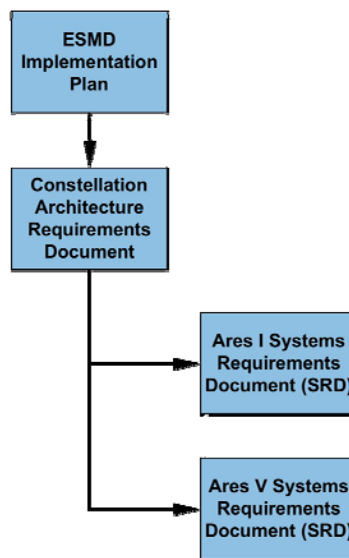 ESMD
Implementation
Plan
Constellation
Architecture
Requirements
Document
Ares I Systems
Requirements
Document (SRD)
Ares V Systems
Requirements
Document (SRD)